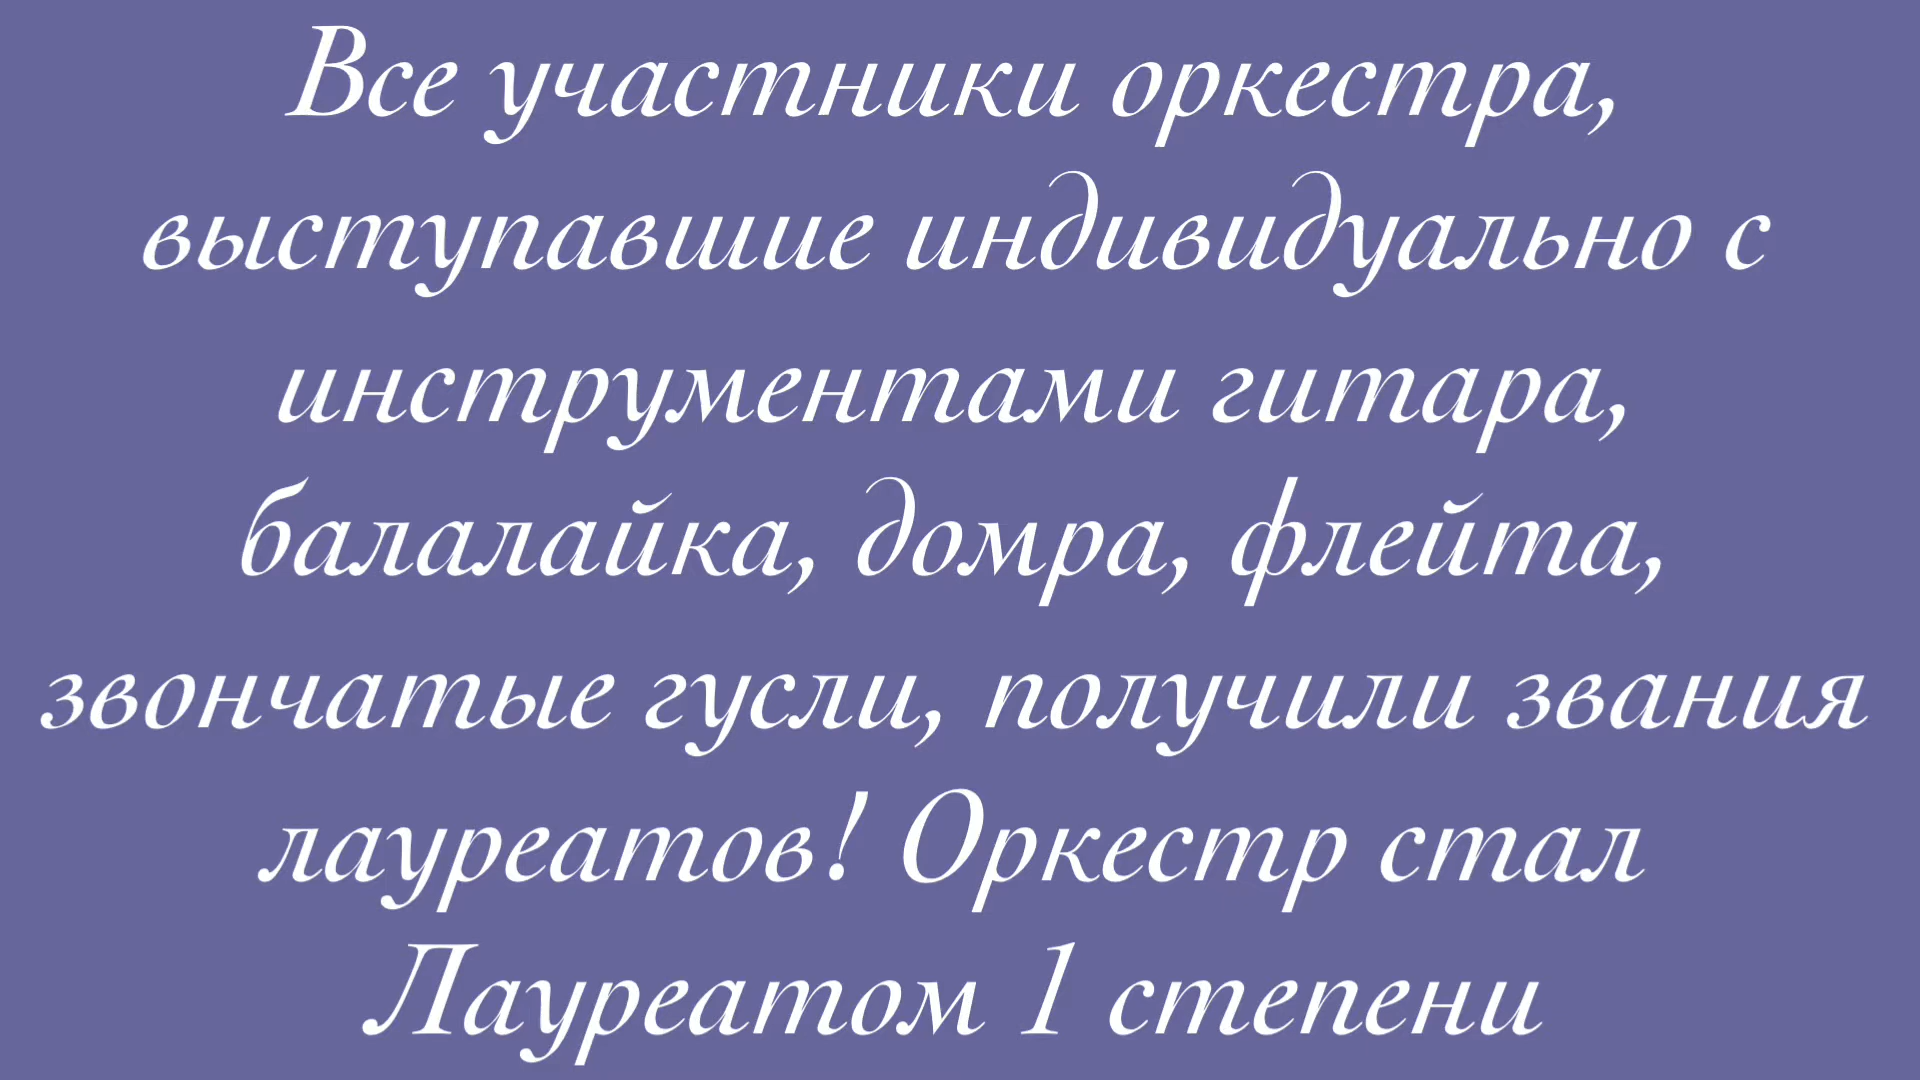 Все участники оркестра,
выступавшие индивидуально с
инструментами гитара,
балалайка, домра, флейта,
звончатые гусли, получили звания
лауреатов! Оркестр стал
Лауреатом 1 степени